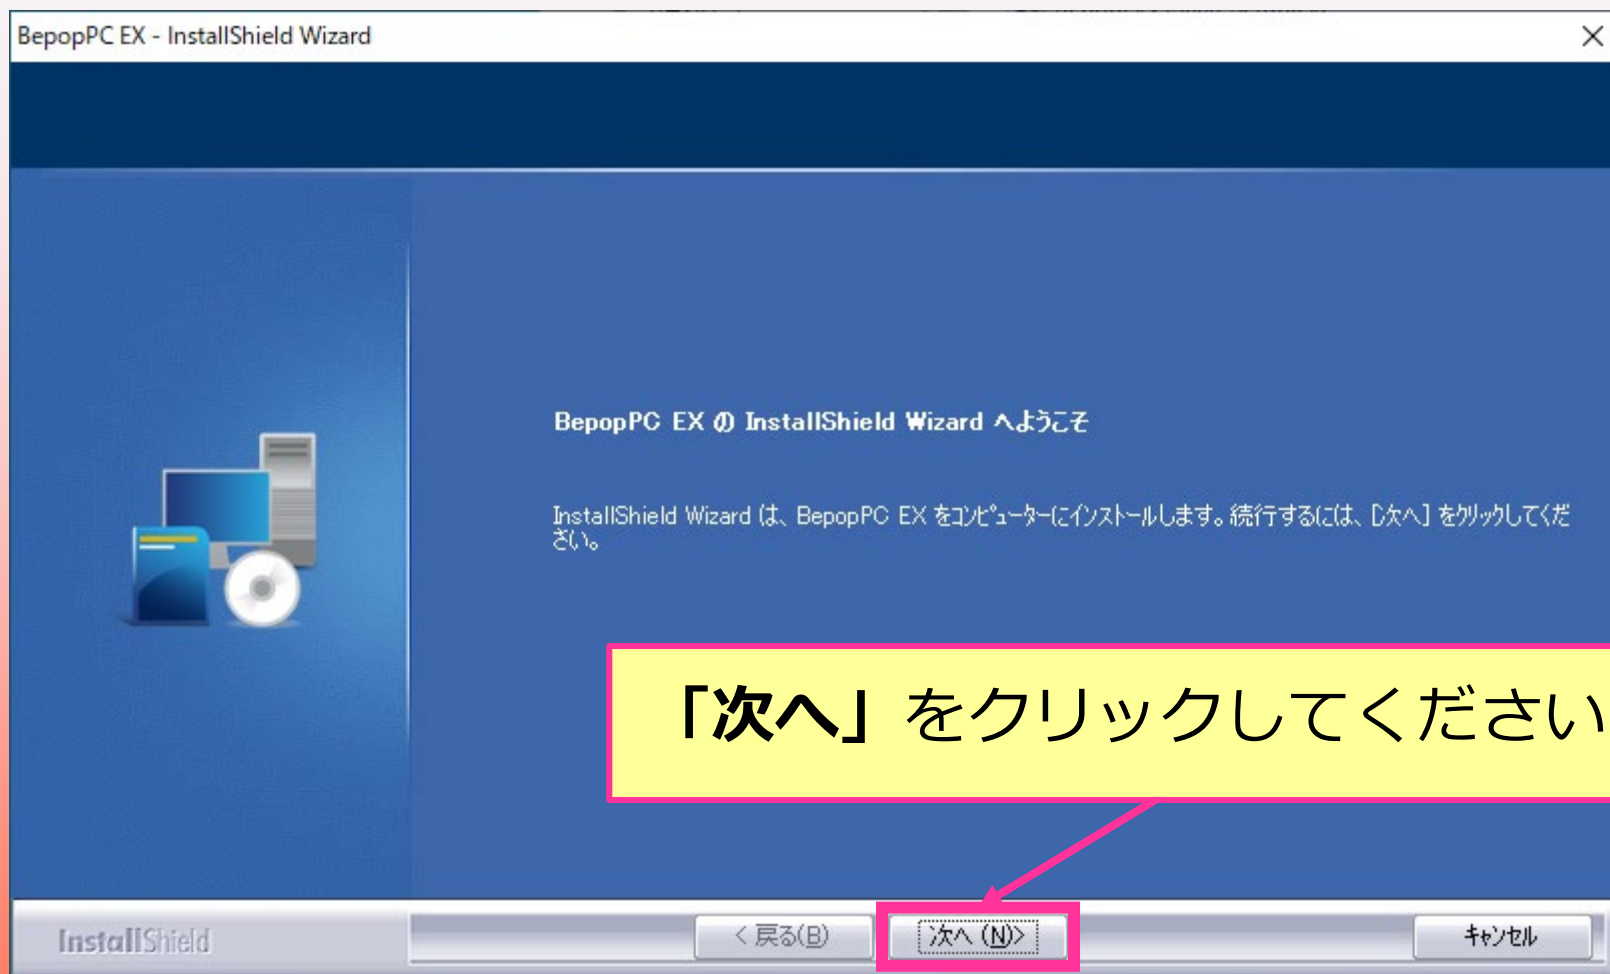 BepopPC EX - InstallShield Wizard
BepopPC EX の InstallShield Wizard へようこそ
InstallShield Wizard は、BepopPC EX をコンピューターにインストールします。続行するには、[次へ] をクリックしてくだ
さい。
「次へ」をクリックしてください
InstallShield
< 戻る(B)
次へ (N)>
キャンセル